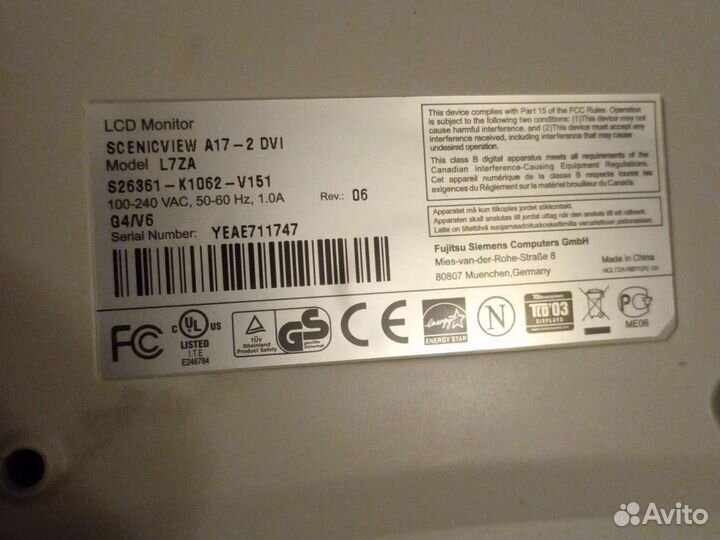 LCD Monitor
SCENICVIEW A17-2 DVI
Model L7ZA
S26361-K1062-V151
100-240 VAC, 50-60 Hz, 1.0A Rev.: 06
G4/V6
Serial Number: YEAE711747
This device complies with Part 15 of the FCC Rules. Operation
is subject to the following two conditions: (1)This device may not
cause harmful interference, and (2)This device must accept
any interference received, including interference that may cause
undesired operation.
This class B digital apparatus meets all requirements of the
Canadian Interference-Causing Equipment Regulations.
Cet appareil numérique de la classe B respecte toutes les
exigences du Réglement sur le matériel brouilleur du Canada.
Apparatet må kun tilkoples jordet stikkontakt.
Apparaten skall anslutas till jordat uttag när den ansluts till ett nätverk.
Laite on liitettävä suojamaadoituskoskettimilla varustettuun pistorasiaan.
Fujitsu Siemens Computers GmbH
Mies-van-der-Rohe-Straße 8
80807 Muenchen,Germany
Made in China
FC
c UL US
LISTED
I.T.E
E246784
TÜV
Rheinland
Product Safety
GS
CE
energy
ENERGY STAR
N
TCO'03
DISPLAYS
ME06
Avito